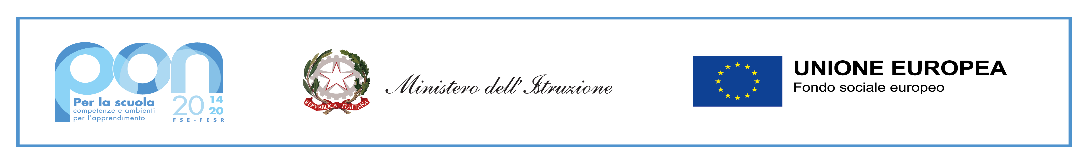 pon
Per la scuola
competenze e ambienti
per l'apprendimento
20 14
20
FSE-FESR
Ministero dell'Istruzione
UNIONE EUROPEA
Fondo sociale europeo